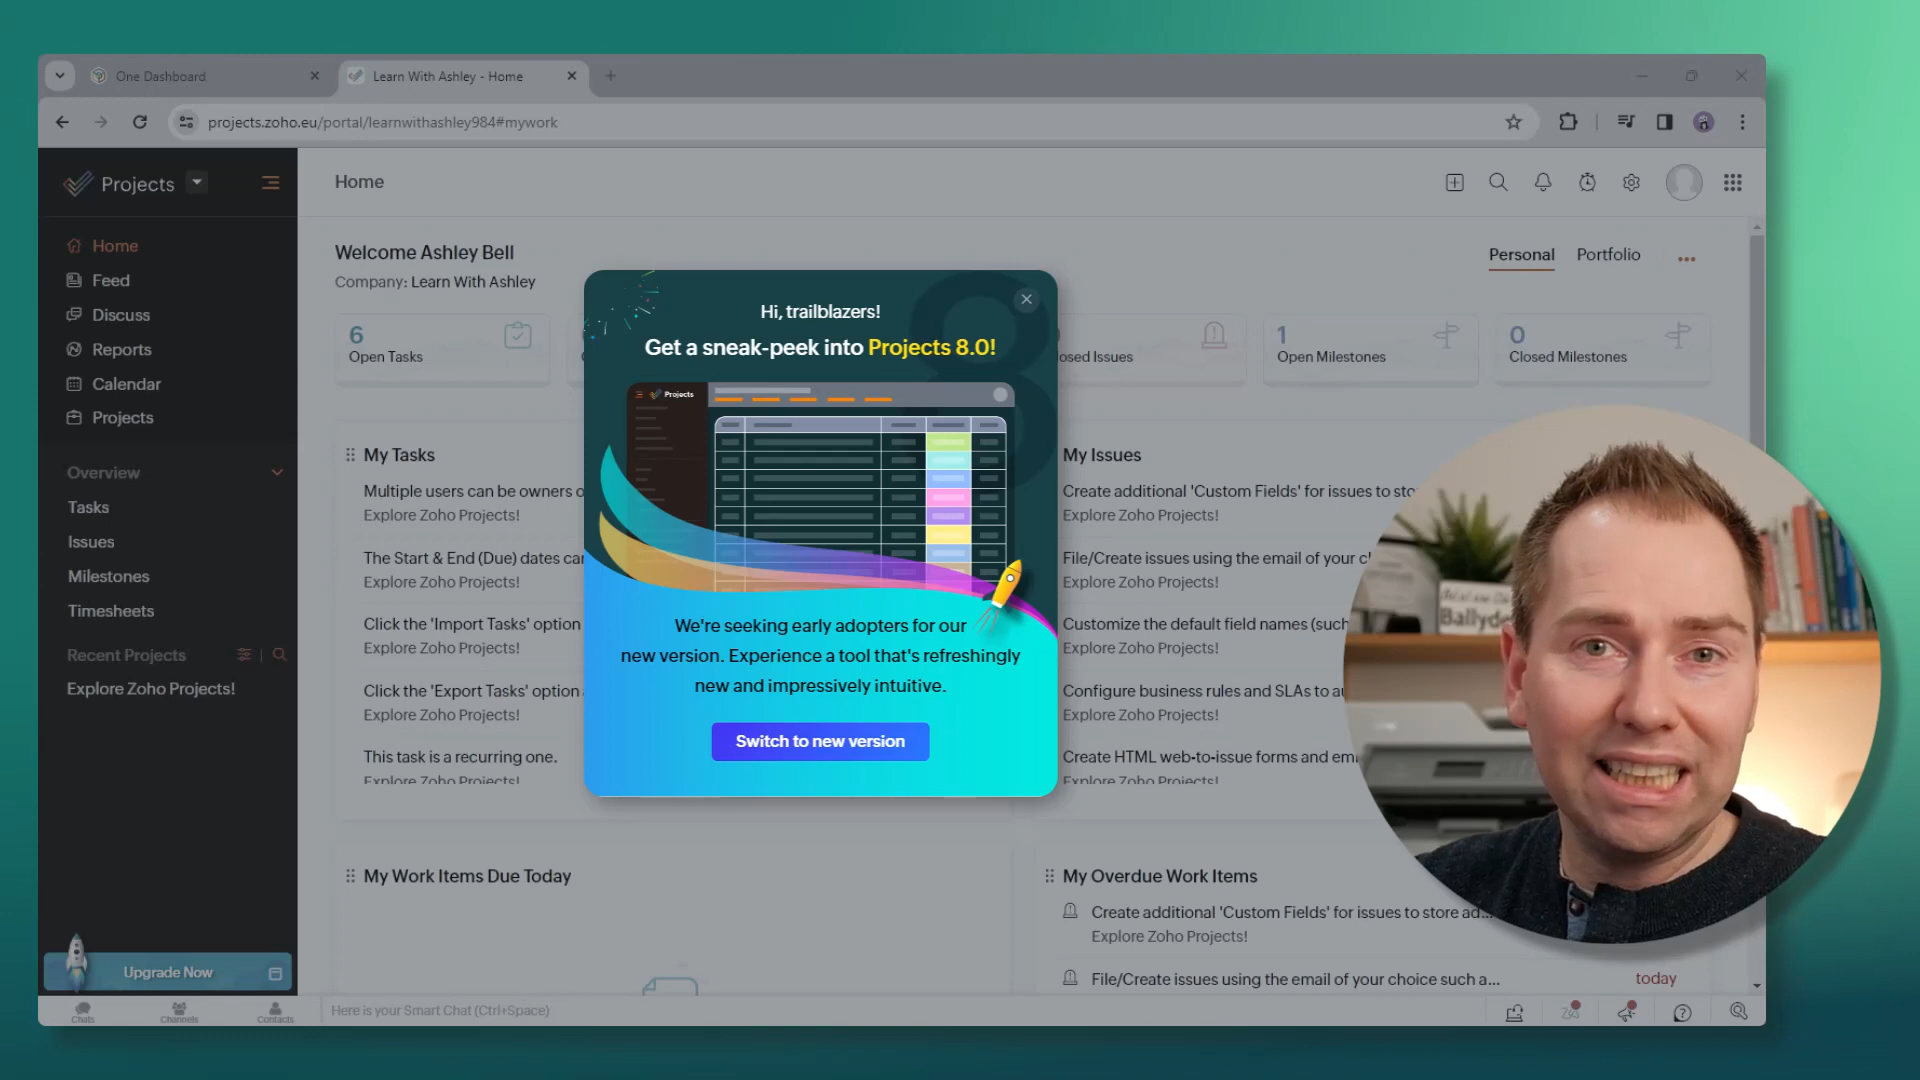 One Dashboard
Learn With Ashley - Home
projects.zoho.eu/portal/learnwithashley984#mywork
Projects
Home
Home
Feed
Discuss
Reports
Calendar
Projects
Overview
Tasks
Issues
Milestones
Timesheets
Recent Projects
Explore Zoho Projects!
Upgrade Now
Welcome Ashley Bell
Company: Learn With Ashley
Personal
Portfolio
6
Open Tasks
osed Issues
1
Open Milestones
0
Closed Milestones
My Tasks
Multiple users can be owners o
Explore Zoho Projects!
The Start & End (Due) dates ca
Explore Zoho Projects!
Click the 'Import Tasks' option
Explore Zoho Projects!
Click the 'Export Tasks' option a
Explore Zoho Projects!
This task is a recurring one.
Explore Zoho Projects!
Hi, trailblazers!
Get a sneak-peek into Projects 8.0!
Projects
We're seeking early adopters for our
new version. Experience a tool that's refreshingly
new and impressively intuitive.
Switch to new version
My Issues
Create additional 'Custom Fields' for issues to sto
Explore Zoho Projects!
File/Create issues using the email of your c
Explore Zoho Projects!
Customize the default field names (suc
Explore Zoho Projects!
Configure business rules and SLAs to au
Explore Zoho Projects!
Create HTML web-to-issue forms and em
Explore Zoho Projects!
My Work Items Due Today
My Overdue Work Items
Create additional 'Custom Fields' for issues to store ad...
Explore Zoho Projects!
File/Create issues using the email of your choice such a...
today
Chats
Channels
Contacts
Here is your Smart Chat (Ctrl+Space)